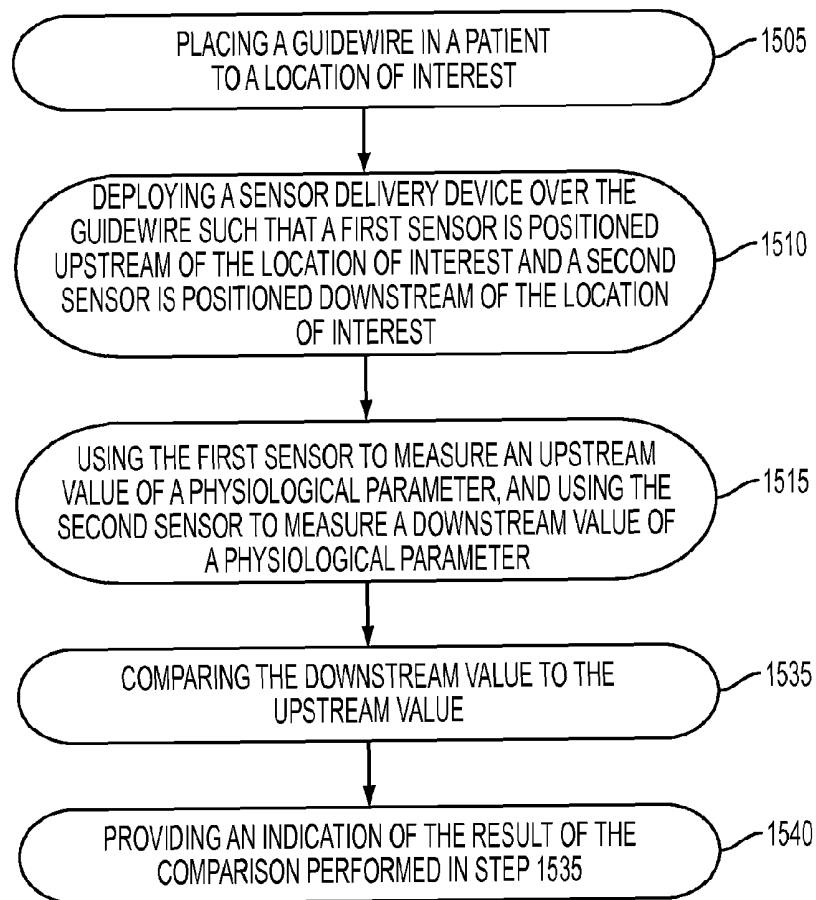 PLACING A GUIDEWIRE IN A PATIENT
TO A LOCATION OF INTEREST
1505
DEPLOYING A SENSOR DELIVERY DEVICE OVER THE
GUIDEWIRE SUCH THAT A FIRST SENSOR IS POSITIONED
UPSTREAM OF THE LOCATION OF INTEREST AND A SECOND
SENSOR IS POSITIONED DOWNSTREAM OF THE LOCATION
OF INTEREST
1510
USING THE FIRST SENSOR TO MEASURE AN UPSTREAM
VALUE OF A PHYSIOLOGICAL PARAMETER, AND USING THE
SECOND SENSOR TO MEASURE A DOWNSTREAM VALUE OF
A PHYSIOLOGICAL PARAMETER
1515
COMPARING THE DOWNSTREAM VALUE TO THE
UPSTREAM VALUE
1535
PROVIDING AN INDICATION OF THE RESULT OF THE
COMPARISON PERFORMED IN STEP 1535
1540